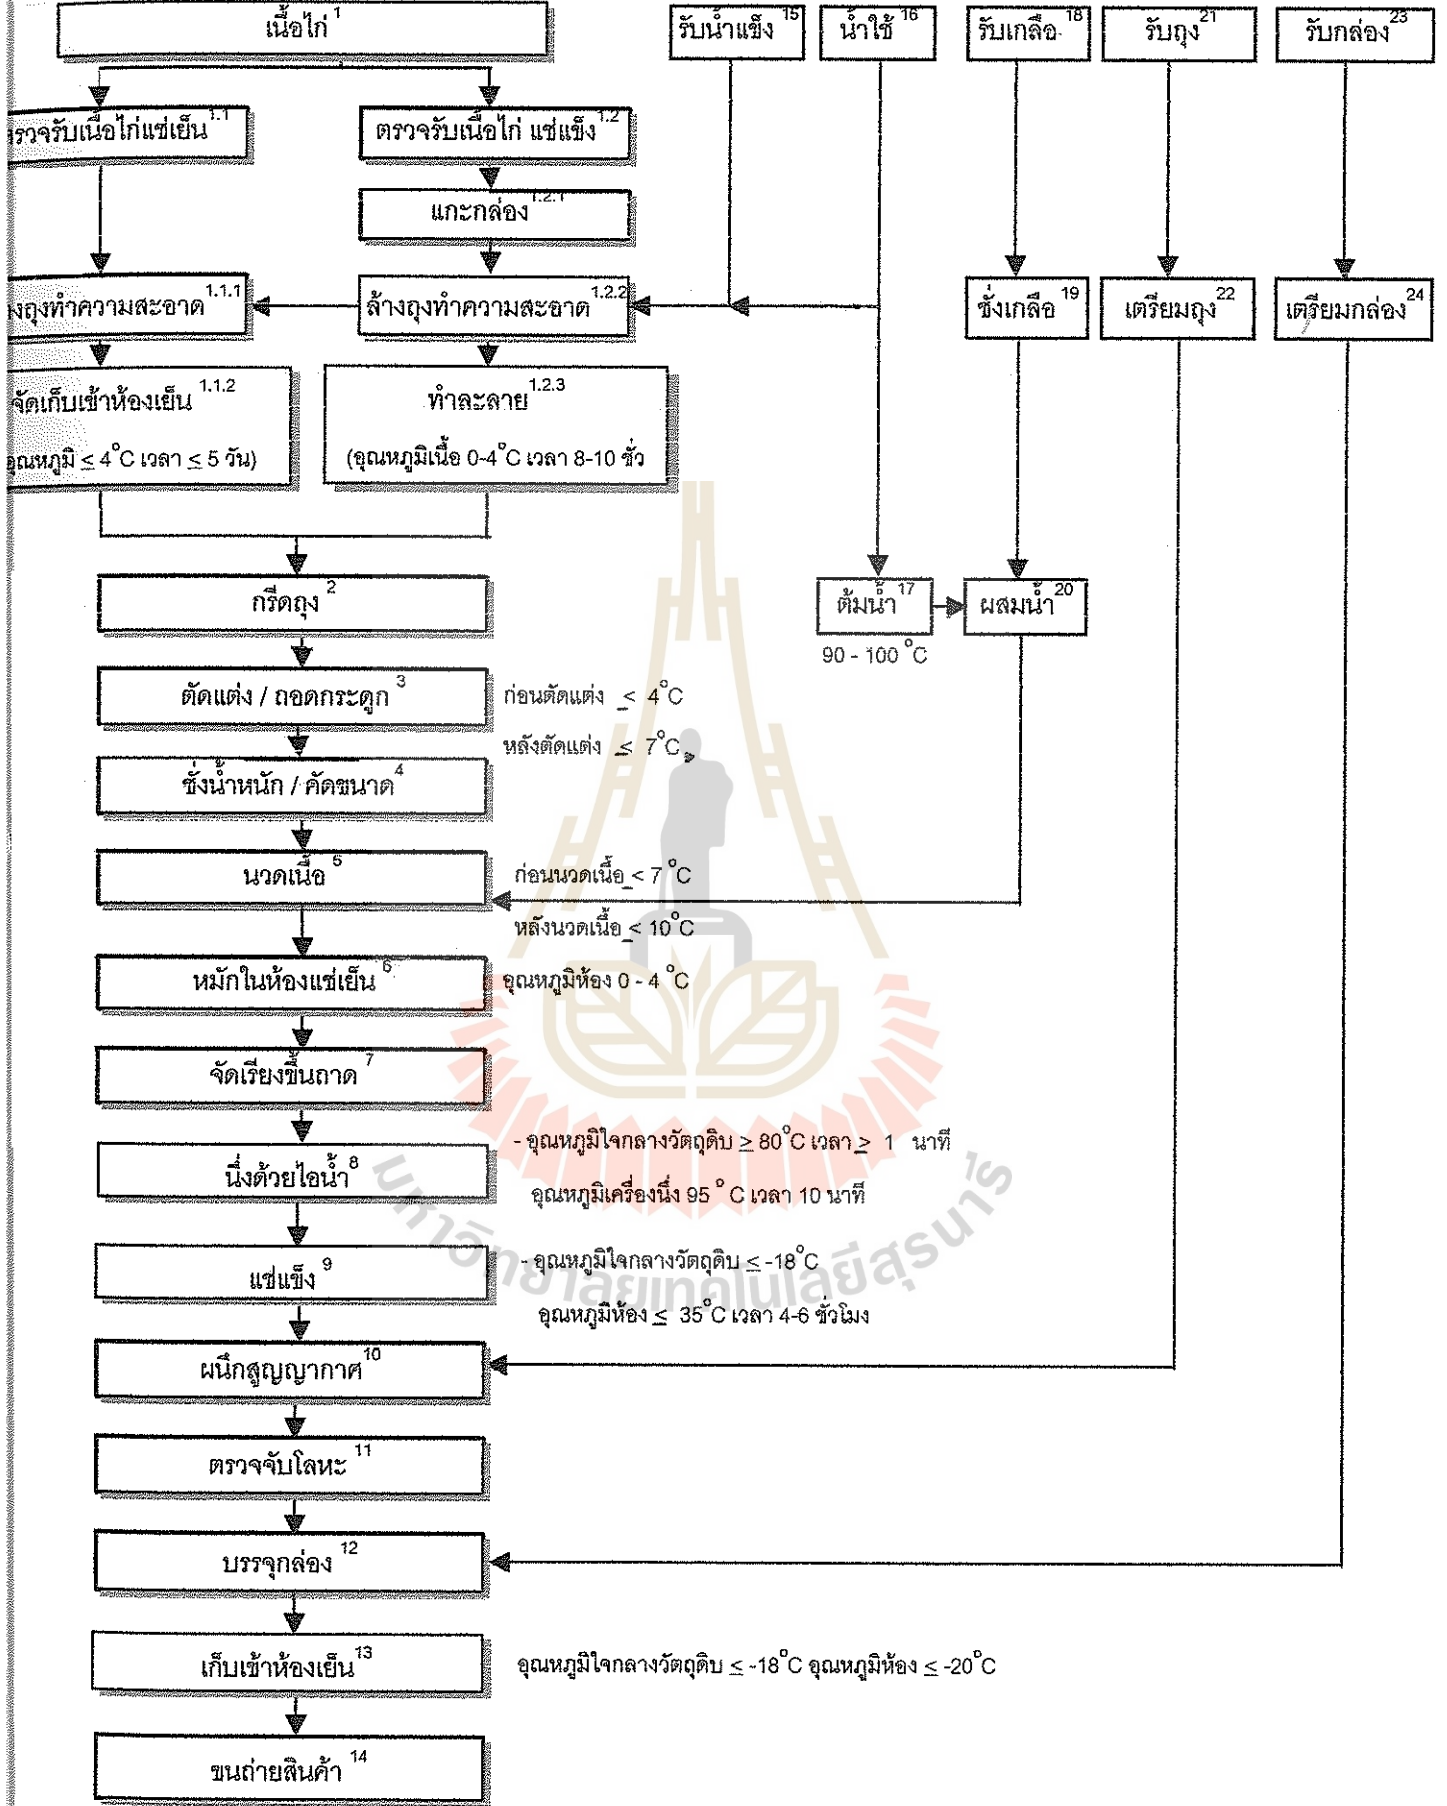 เนื้อไก่ 1
รับน้ำแข็ง 15
น้ำใช้ 16
รับเกลือ 18
รับถุง 21
รับกล่อง 23
ตรวจรับเนื้อไก่แช่เย็น 1.1
ตรวจรับเนื้อไก่ แช่แข็ง 1.2
แกะกล่อง 1.2.1
งถุงทำความสะอาด 1.1.1
ล้างถุงทำความสะอาด 1.2.2
ชั่งเกลือ 19
เตรียมถุง 22
เตรียมกล่อง 24
จัดเก็บเข้าห้องเย็น 1.1.2
อุณหภูมิ ≤ 4°C เวลา ≤ 5 วัน)
ทำละลาย 1.2.3
(อุณหภูมิเนื้อ 0-4°C เวลา 8-10 ชั่ว
กรีดถุง 2
ต้มน้ำ 17
ผสมน้ำ 20
90 - 100 °C
ตัดแต่ง / ถอดกระดูก 3
ก่อนตัดแต่ง ≤ 4°C
หลังตัดแต่ง ≤ 7°C
ชั่งน้ำหนัก / คัดขนาด 4
นวดเนื้อ 5
ก่อนนวดเนื้อ ≤ 7 °C
หลังนวดเนื้อ ≤ 10°C
หมักในห้องแช่เย็น 6
อุณหภูมิห้อง 0 - 4 °C
จัดเรียงขึ้นถาด 7
นึ่งด้วยไอน้ำ 8
- อุณหภูมิใจกลางวัตถุดิบ ≥ 80°C เวลา ≥ 1 นาที
อุณหภูมิเครื่องนึ่ง 95 °C เวลา 10 นาที
แช่แข็ง 9
- อุณหภูมิใจกลางวัตถุดิบ ≤ -18°C
อุณหภูมิห้อง ≤ 35°C เวลา 4-6 ชั่วโมง
ผนึกสูญญากาศ 10
ตรวจจับโลหะ 11
บรรจุกล่อง 12
เก็บเข้าห้องเย็น 13
อุณหภูมิใจกลางวัตถุดิบ ≤ -18°C อุณหภูมิห้อง ≤ -20°C
ขนถ่ายสินค้า 14
มหาวิทยาลัยเทคโนโลยีสุรนารี